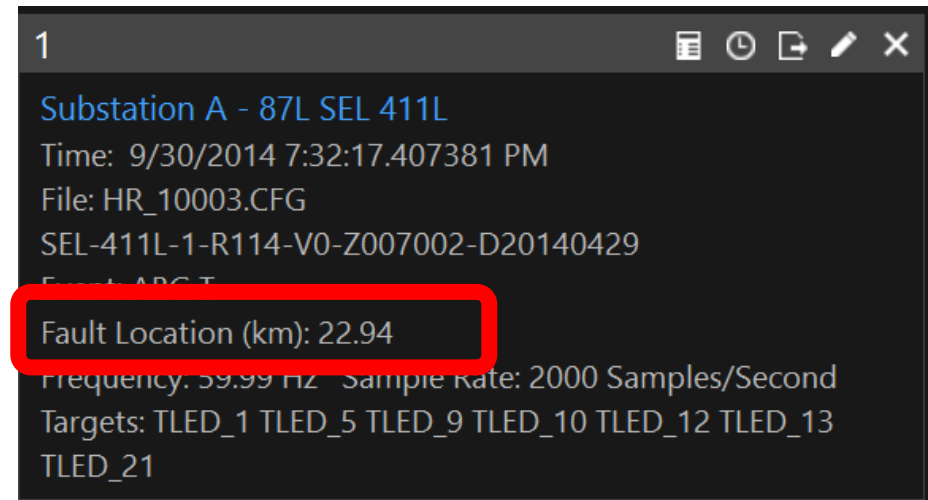 1
Substation A - 87L SEL 411L
Time: 9/30/2014 7:32:17.407381 PM
File: HR_10003.CFG
SEL-411L-1-R114-V0-Z007002-D20140429
Event: ABC T
Fault Location (km): 22.94
Frequency: 59.99 Hz Sample Rate: 2000 Samples/Second
Targets: TLED_1 TLED_5 TLED_9 TLED_10 TLED_12 TLED_13
TLED_21